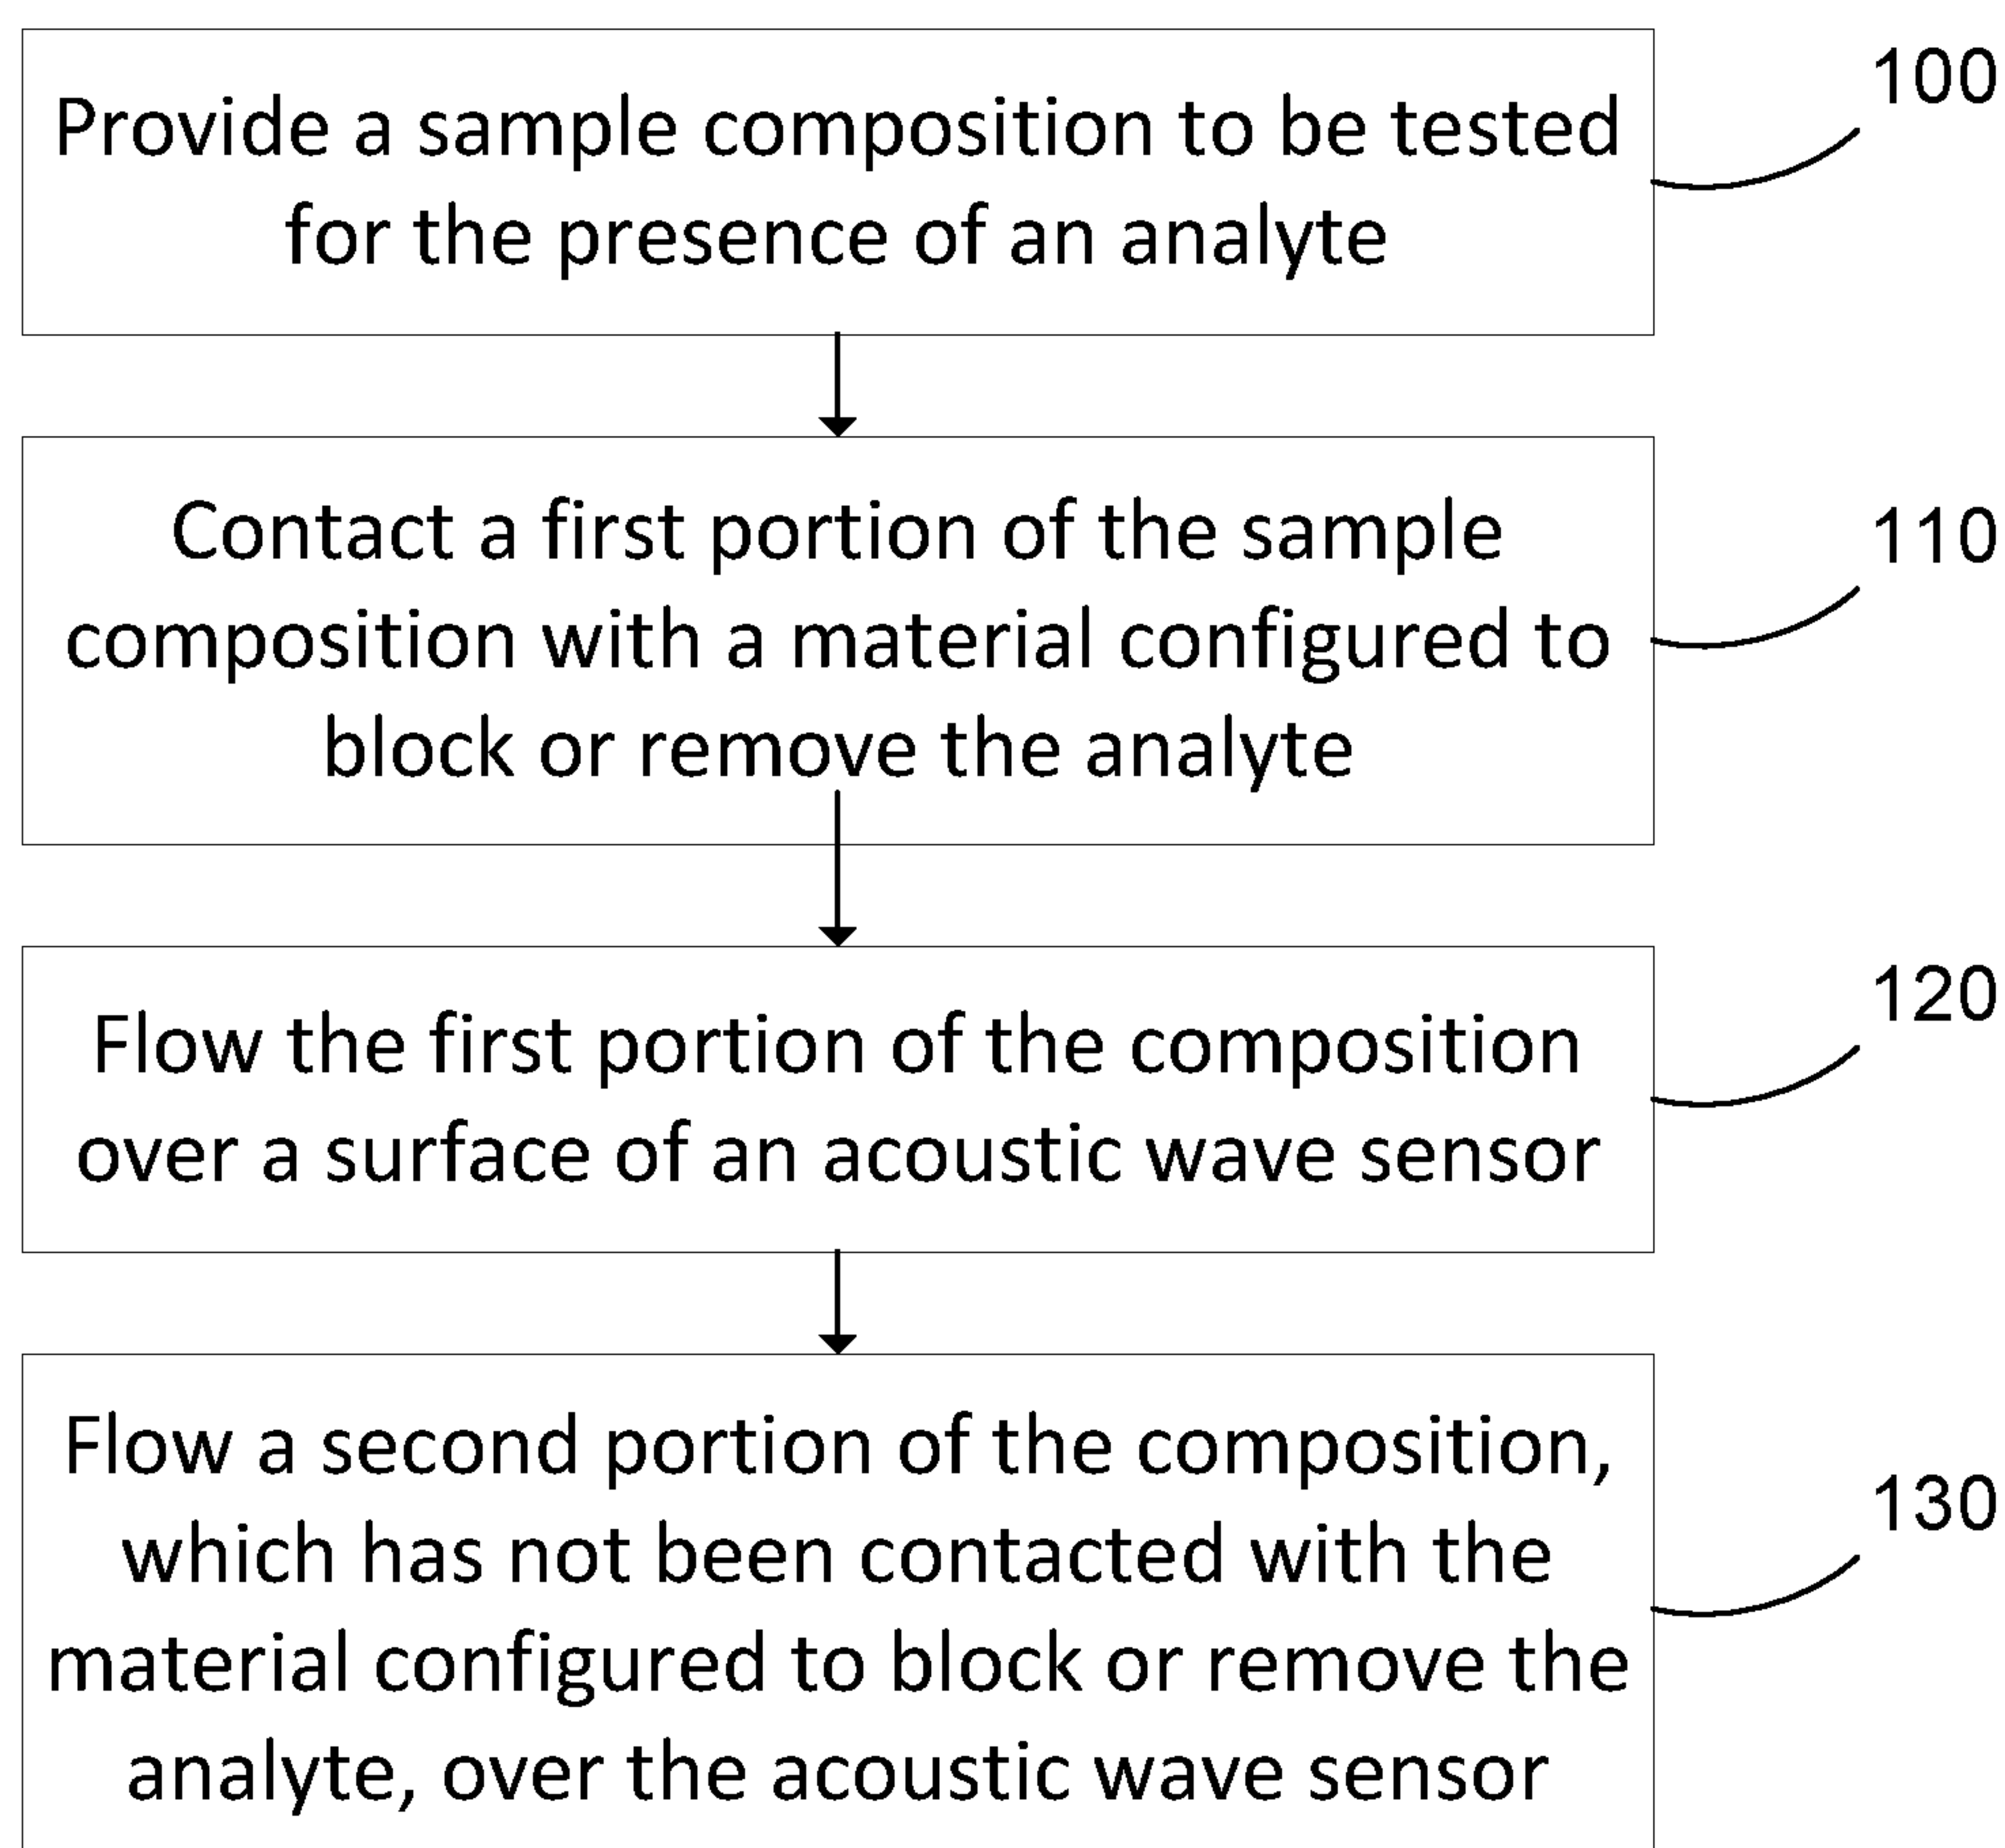 Provide a sample composition to be tested
for the presence of an analyte
100
Contact a first portion of the sample
composition with a material configured to
block or remove the analyte
110
Flow the first portion of the composition
over a surface of an acoustic wave sensor
120
Flow a second portion of the composition,
which has not been contacted with the
material configured to block or remove the
analyte, over the acoustic wave sensor
130